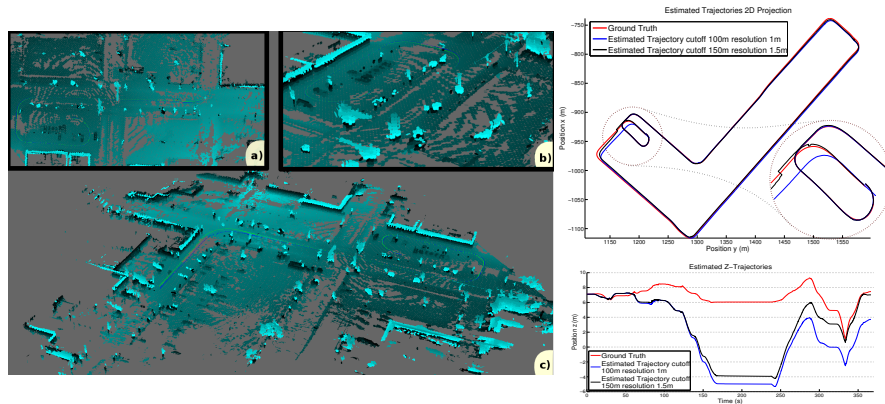 a)
b)
c)
Estimated Trajectories 2D Projection
Ground Truth
Estimated Trajectory cutoff 100m resolution 1m
Estimated Trajectory cutoff 150m resolution 1.5m
Position x (m)
-750
-800
-850
-900
-950
-1000
-1050
-1100
1150 1200 1250 1300 1350 1400 1450 1500 1550
Position y (m)
Estimated Z-Trajectories
Position z (m)
10
8
6
4
2
0
-2
-4
-6
Ground Truth
Estimated Trajectory cutoff
100m resolution 1m
Estimated Trajectory cutoff
150m resolution 1.5m
0 50 100 150 200 250 300 350
Time (s)